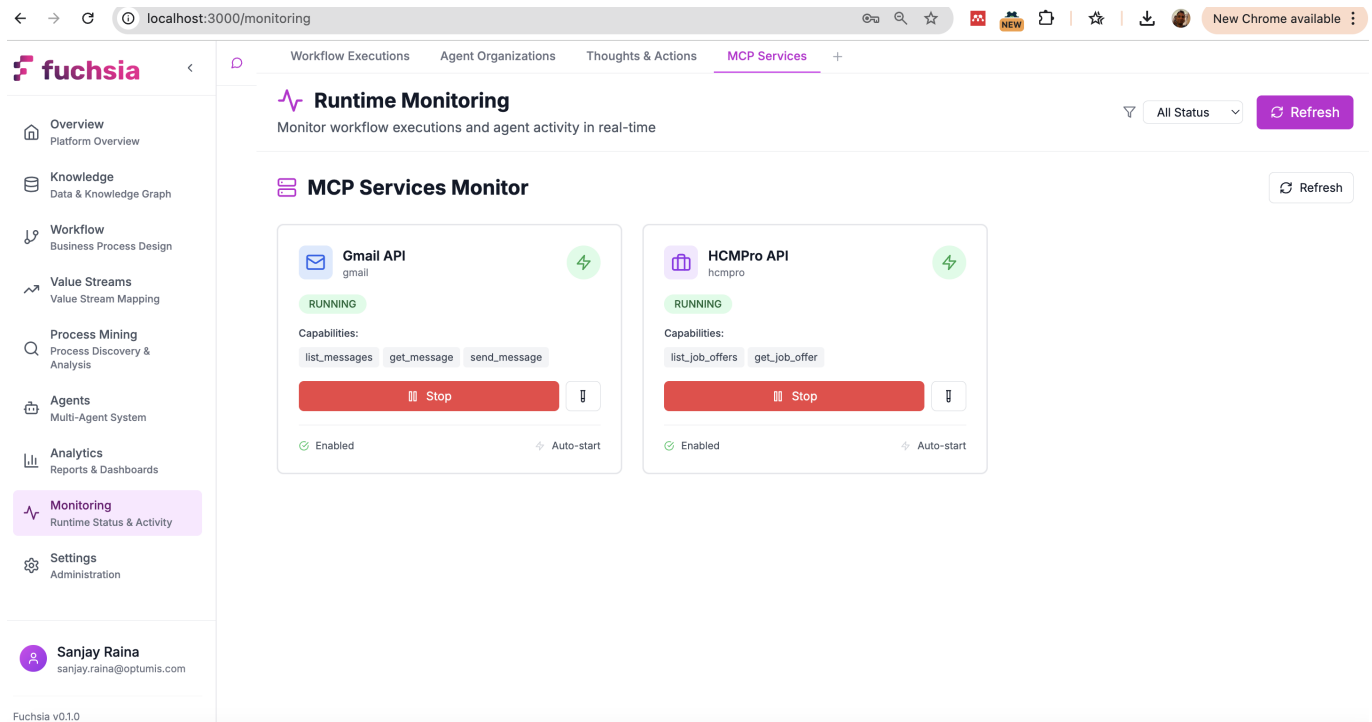 localhost:3000/monitoring
NEW
New Chrome available
fuchsia
Overview
Platform Overview
Knowledge
Data & Knowledge Graph
Workflow
Business Process Design
Value Streams
Value Stream Mapping
Process Mining
Process Discovery &
Analysis
Agents
Multi-Agent System
Analytics
Reports & Dashboards
Monitoring
Runtime Status & Activity
Settings
Administration
Sanjay Raina
sanjay.raina@optumis.com
Fuchsia v0.1.0
Workflow Executions Agent Organizations Thoughts & Actions MCP Services
Runtime Monitoring
Monitor workflow executions and agent activity in real-time
All Status
Refresh
MCP Services Monitor
Refresh
Gmail API
gmail
RUNNING
Capabilities:
list_messages get_message send_message
Stop
Enabled Auto-start
HCMPro API
hcmpro
RUNNING
Capabilities:
list_job_offers get_job_offer
Stop
Enabled Auto-start